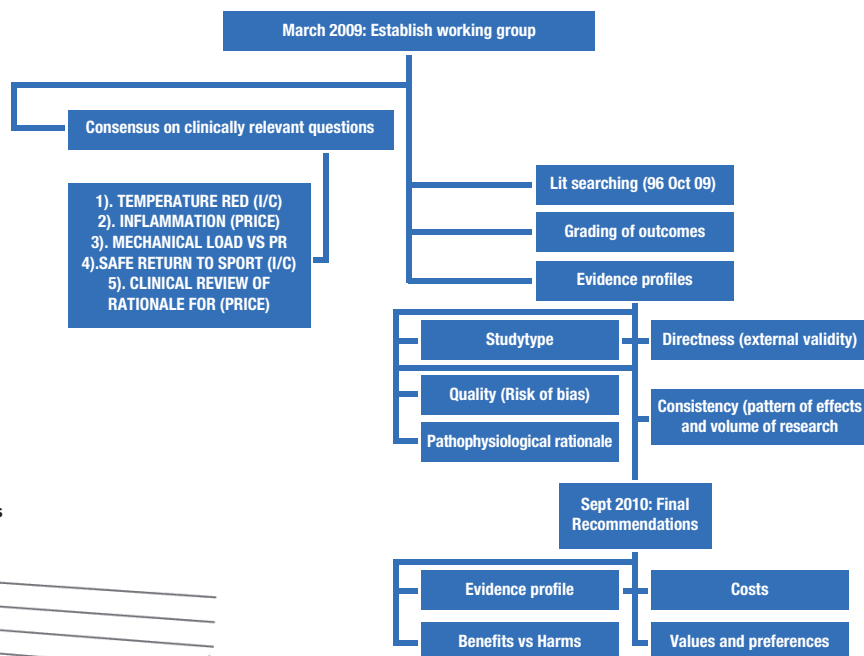 March 2009: Establish working group
Consensus on clinically relevant questions
1). TEMPERATURE RED (I/C)
2). INFLAMMATION (PRICE)
3). MECHANICAL LOAD VS PR
4).SAFE RETURN TO SPORT (I/C)
5). CLINICAL REVIEW OF
RATIONALE FOR (PRICE)
Lit searching (96 Oct 09)
Grading of outcomes
Evidence profiles
Studytype
Directness (external validity)
Quality (Risk of bias)
Consistency (pattern of effects
and volume of research
Pathophysiological rationale
Sept 2010: Final
Recommendations
Evidence profile
Costs
Benefits vs Harms
Values and preferences